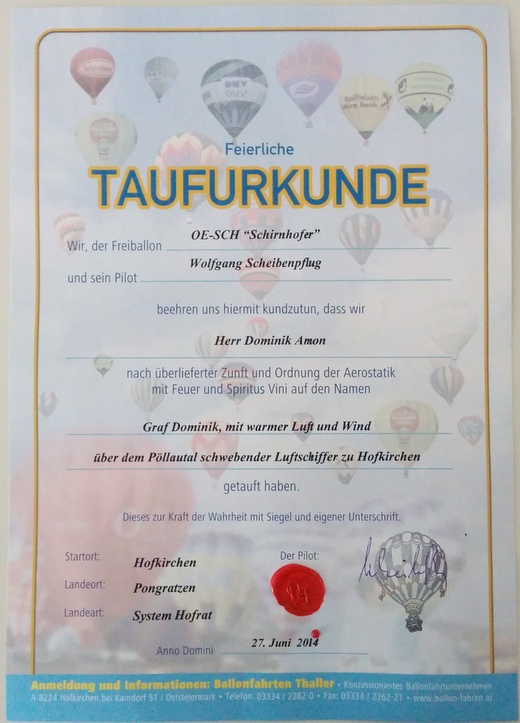 Feierliche
TAUFURKUNDE
Wir, der Freiballon OE-SCH “Schirnhofer”
und sein Pilot Wolfgang Scheibenpflug
beehren uns hiermit kundzutun, dass wir
Herr Dominik Amon
nach überlieferter Zunft und Ordnung der Aerostatik
mit Feuer und Spiritus Vini auf den Namen
Graf Dominik, mit warmer Luft und Wind
über dem Pöllautal schwebender Luftschiffer zu Hofkirchen
getauft haben.
Dieses zur Kraft der Wahrheit mit Siegel und eigener Unterschrift.
Startort: Hofkirchen Der Pilot:
Landeort: Pongratzen
Landeart: System Hofrat
Anno Domini 27. Juni 2014
Anmeldung und Informationen: Ballonfahrten Thaller • Konzessioniertes Ballonfahrtunternehmen
A-8224 Hofkirchen bei Kaindorf 51 / Oststeiermark • Telefon: 03334 / 2262-0 • Fax: 03334 / 2262-21 • www.ballon-fahren.at